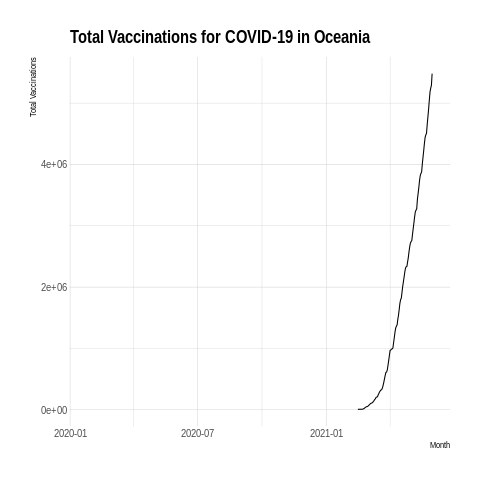 Total Vaccinations for COVID-19 in Oceania
Total Vaccinations
4e+06
2e+06
0e+00
2020-01 2020-07 2021-01
Month